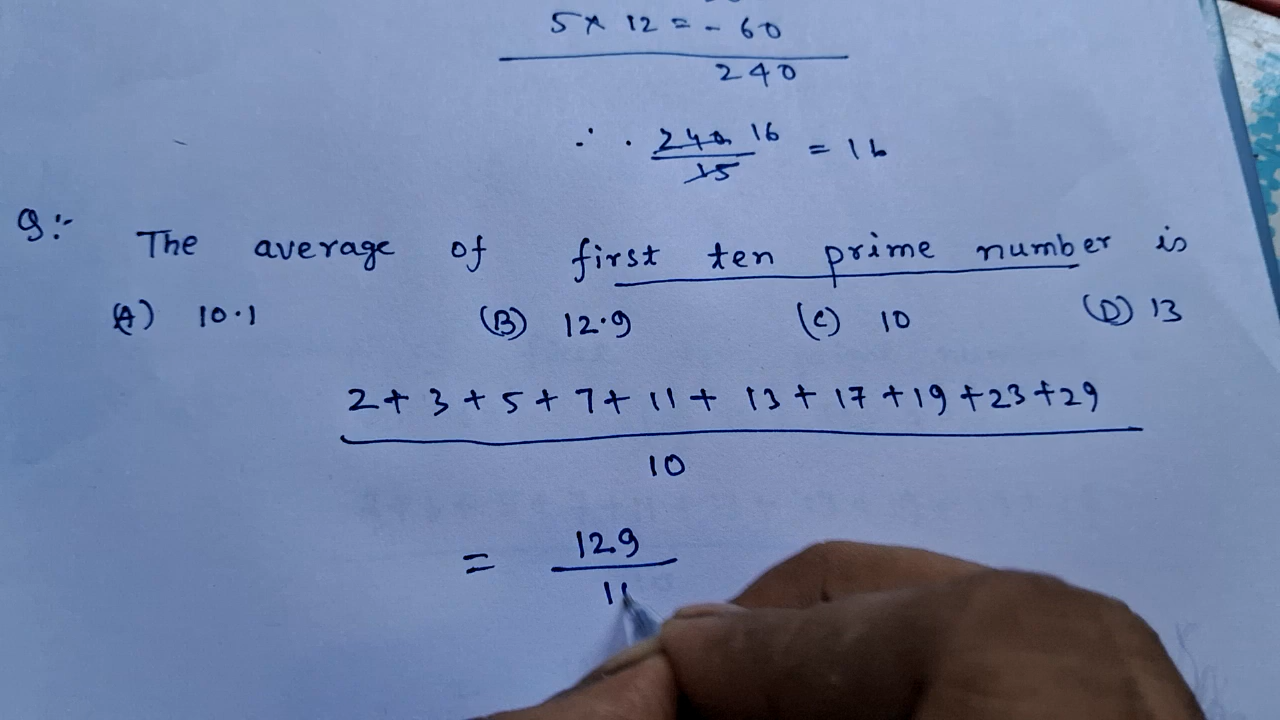 5 × 12 = - 60
240
∴ 240 16 = 16
15
Q:-
The average of first ten prime number is
(A) 10.1 (B) 12.9 (C) 10 (D) 13
2 + 3 + 5 + 7 + 11 + 13 + 17 + 19 + 23 + 29
10
= 129